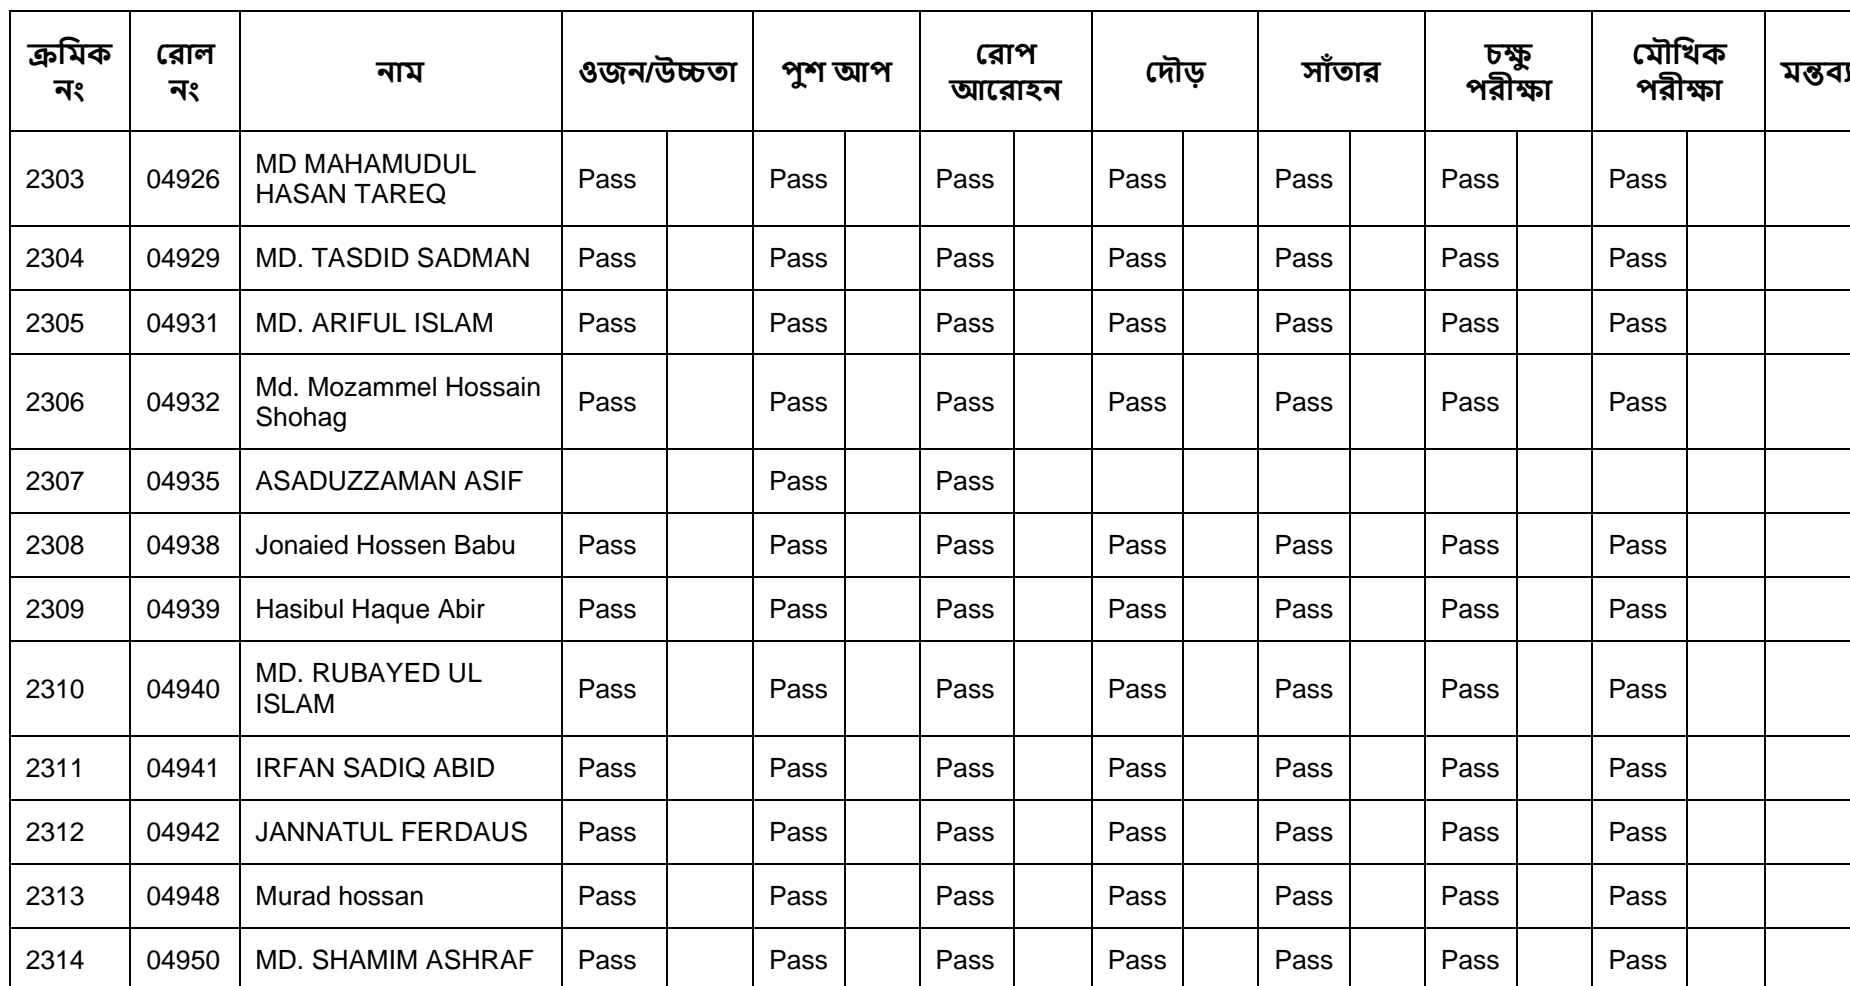 ক্রমিক নং রোল নং নাম ওজন/উচ্চতা পুশ আপ রোপ আরোহন দৌড় সাঁতার চক্ষু পরীক্ষা মৌখিক পরীক্ষা মন্তব্য
2303 04926 MD MAHAMUDUL HASAN TAREQ Pass Pass Pass Pass Pass Pass Pass
2304 04929 MD. TASDID SADMAN Pass Pass Pass Pass Pass Pass Pass
2305 04931 MD. ARIFUL ISLAM Pass Pass Pass Pass Pass Pass Pass
2306 04932 Md. Mozammel Hossain Shohag Pass Pass Pass Pass Pass Pass Pass
2307 04935 ASADUZZAMAN ASIF Pass Pass
2308 04938 Jonaied Hossen Babu Pass Pass Pass Pass Pass Pass Pass
2309 04939 Hasibul Haque Abir Pass Pass Pass Pass Pass Pass Pass
2310 04940 MD. RUBAYED UL ISLAM Pass Pass Pass Pass Pass Pass Pass
2311 04941 IRFAN SADIQ ABID Pass Pass Pass Pass Pass Pass Pass
2312 04942 JANNATUL FERDAUS Pass Pass Pass Pass Pass Pass Pass
2313 04948 Murad hossan Pass Pass Pass Pass Pass Pass Pass
2314 04950 MD. SHAMIM ASHRAF Pass Pass Pass Pass Pass Pass Pass